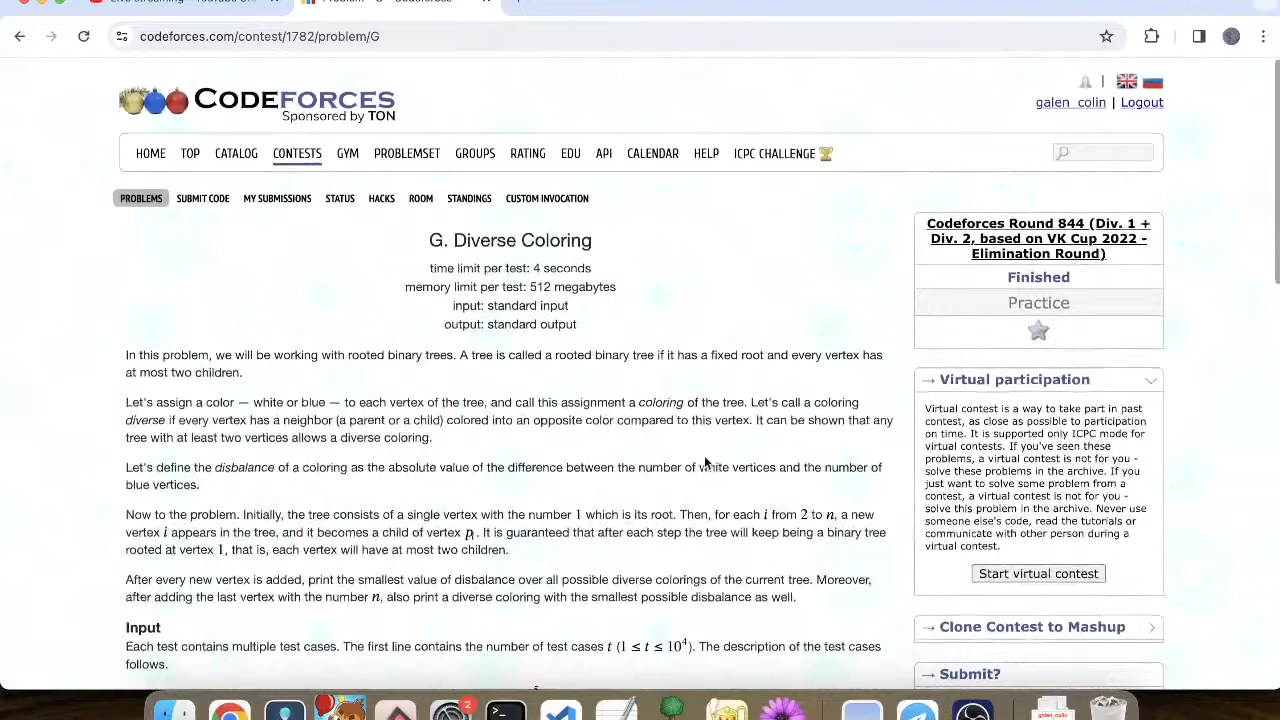 codeforces.com/contest/1782/problem/G
CODEFORCES
Sponsored by TON
galen_colin | Logout
HOME TOP CATALOG CONTESTS GYM PROBLEMSET GROUPS RATING EDU API CALENDAR HELP ICPC CHALLENGE
PROBLEMS SUBMIT CODE MY SUBMISSIONS STATUS HACKS ROOM STANDINGS CUSTOM INVOCATION
G. Diverse Coloring
time limit per test: 4 seconds
memory limit per test: 512 megabytes
input: standard input
output: standard output
In this problem, we will be working with rooted binary trees. A tree is called a rooted binary tree if it has a fixed root and every vertex has
at most two children.
Let's assign a color — white or blue — to each vertex of the tree, and call this assignment a coloring of the tree. Let's call a coloring
diverse if every vertex has a neighbor (a parent or a child) colored into an opposite color compared to this vertex. It can be shown that any
tree with at least two vertices allows a diverse coloring.
Let's define the disbalance of a coloring as the absolute value of the difference between the number of white vertices and the number of
blue vertices.
Now to the problem. Initially, the tree consists of a single vertex with the number 1 which is its root. Then, for each i from 2 to n, a new
vertex i appears in the tree, and it becomes a child of vertex pi. It is guaranteed that after each step the tree will keep being a binary tree
rooted at vertex 1, that is, each vertex will have at most two children.
After every new vertex is added, print the smallest value of disbalance over all possible diverse colorings of the current tree. Moreover,
after adding the last vertex with the number n, also print a diverse coloring with the smallest possible disbalance as well.
Input
Each test contains multiple test cases. The first line contains the number of test cases t (1 ≤ t ≤ 10⁴). The description of the test cases
follows.
Codeforces Round 844 (Div. 1 +
Div. 2, based on VK Cup 2022 -
Elimination Round)
Finished
Practice
→ Virtual participation
Virtual contest is a way to take part in past
contest, as close as possible to participation
on time. It is supported only ICPC mode for
virtual contests. If you've seen these
problems, a virtual contest is not for you -
solve these problems in the archive. If you
just want to solve some problem from a
contest, a virtual contest is not for you -
solve this problem in the archive. Never use
someone else's code, read the tutorials or
communicate with other person during a
virtual contest.
Start virtual contest
→ Clone Contest to Mashup
→ Submit?
2
galen_colin